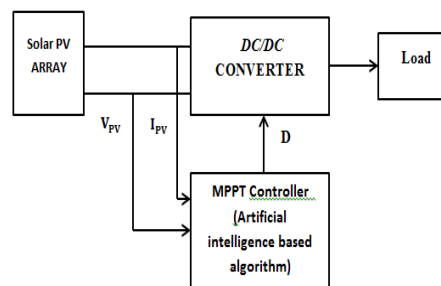 Solar PV
ARRAY
DC/DC
CONVERTER
Load
VPV
IPV
D
MPPT Controller
(Artificial
intelligence based
algorithm)